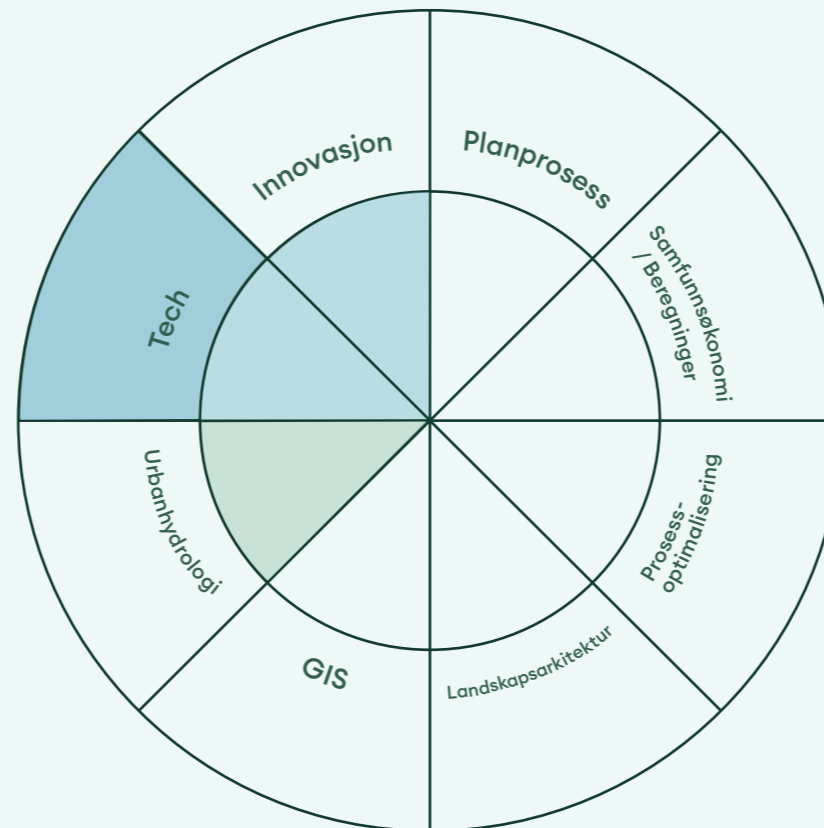 Innovasjon
Planprosess
Samfunnsøkonomi
/ Beregninger
Prosess-
optimalisering
Landskapsarkitektur
GIS
Urbanhydrologi
Tech